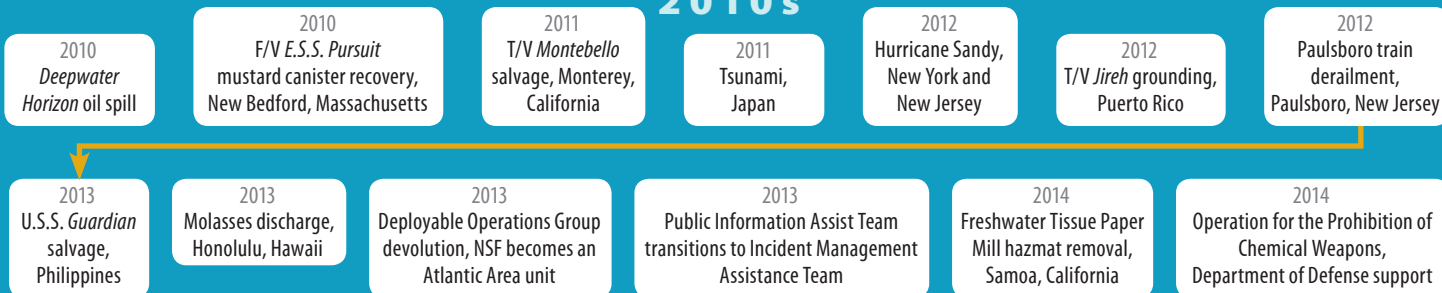 2010s
2010
Deepwater
Horizon oil spill
2010
F/V E.S.S. Pursuit
mustard canister recovery,
New Bedford, Massachusetts
2011
T/V Montebello
salvage, Monterey,
California
2011
Tsunami,
Japan
2012
Hurricane Sandy,
New York and
New Jersey
2012
T/V Jireh grounding,
Puerto Rico
2012
Paulsboro train
derailment,
Paulsboro, New Jersey
2013
U.S.S. Guardian
salvage,
Philippines
2013
Molasses discharge,
Honolulu, Hawaii
2013
Deployable Operations Group
devolution, NSF becomes an
Atlantic Area unit
2013
Public Information Assist Team
transitions to Incident Management
Assistance Team
2014
Freshwater Tissue Paper
Mill hazmat removal,
Samoa, California
2014
Operation for the Prohibition of
Chemical Weapons,
Department of Defense support